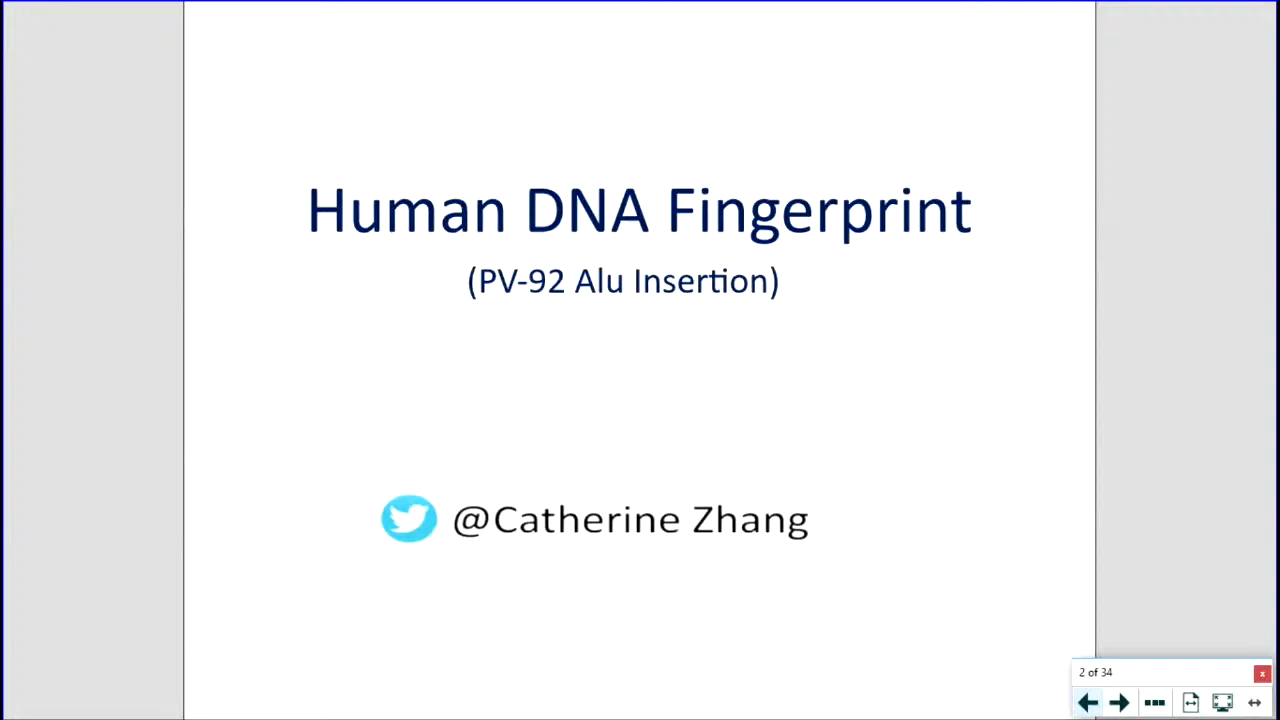 Human DNA Fingerprint
(PV-92 Alu Insertion)
@Catherine Zhang
2 of 34
x